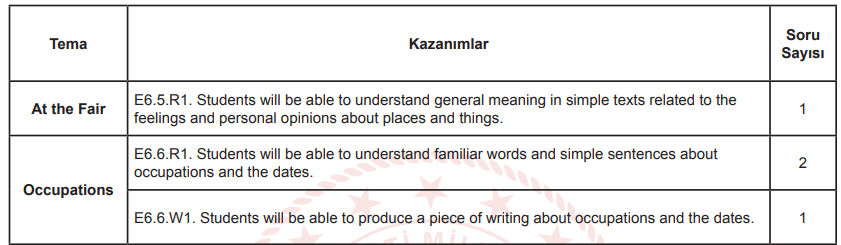 Tema
Kazanımlar
Soru
Sayısı
At the Fair
E6.5.R1. Students will be able to understand general meaning in simple texts related to the
feelings and personal opinions about places and things.
1
Occupations
E6.6.R1. Students will be able to understand familiar words and simple sentences about
occupations and the dates.
2
E6.6.W1. Students will be able to produce a piece of writing about occupations and the dates.
1